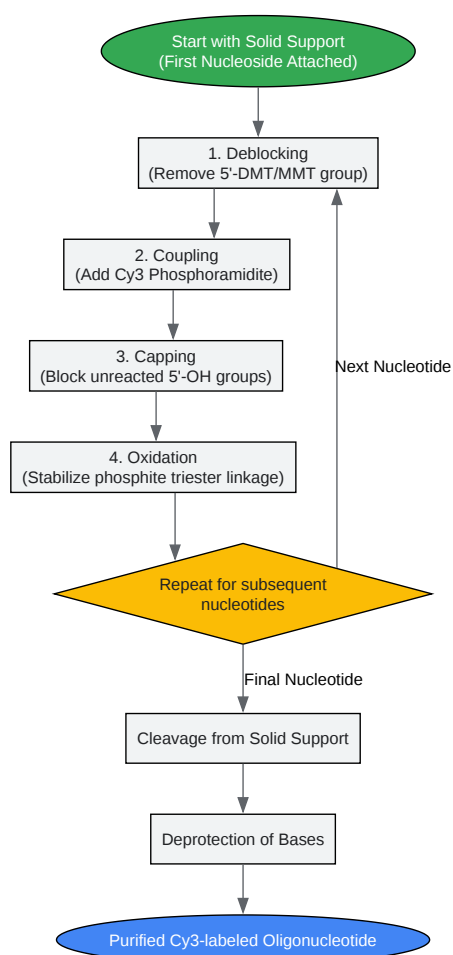 Start with Solid Support
(First Nucleoside Attached)
1. Deblocking
(Remove 5'-DMT/MMT group)
2. Coupling
(Add Cy3 Phosphoramidite)
3. Capping
(Block unreacted 5'-OH groups)
Next Nucleotide
4. Oxidation
(Stabilize phosphite triester linkage)
Repeat for subsequent
nucleotides
Final Nucleotide
Cleavage from Solid Support
Deprotection of Bases
Purified Cy3-labeled Oligonucleotide